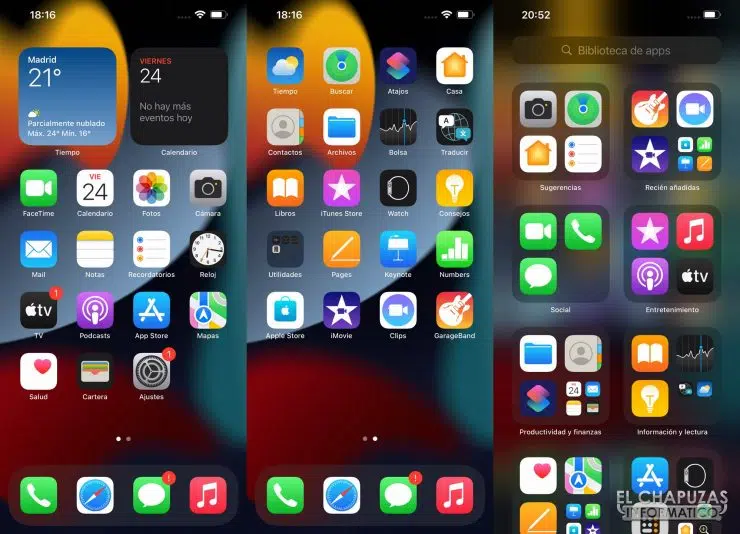 18:16
Madrid
21°
Parcialmente nublado
Máx. 24° Mín. 16°
Tiempo
VIERNES
24
No hay más
eventos hoy
Calendario
FaceTime
VIE
24
Calendario
Fotos
Cámara
Mail
Notas
Recordatorios
Reloj
tv
1
TV
Podcasts
App Store
Mapas
Salud
Cartera
1
Ajustes
!
18:16
Tiempo
Buscar
Atajos
Casa
Contactos
Archivos
Bolsa
A
文
Traducir
Libros
iTunes Store
Watch
Consejos
Utilidades
Pages
Keynote
Numbers
Apple Store
iMovie
Clips
GarageBand
!
20:52
Biblioteca de apps
Sugerencias
Recién añadidas
Social
tv
Entretenimiento
24
Productividad y finanzas
Información y lectura
EL CHAPUZAS
INFORMÁTICO